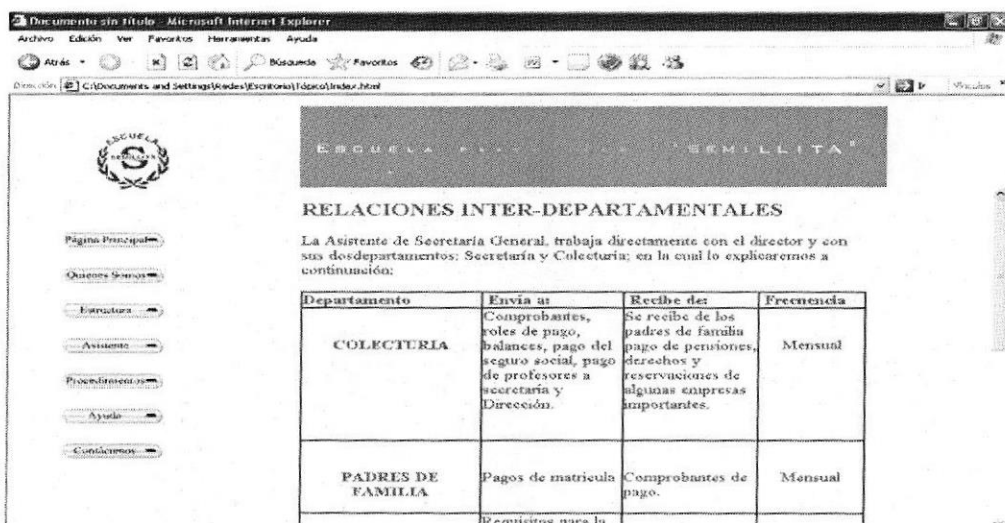 Documento sin título - Microsoft Internet Explorer
Archivo Edición Ver Favoritos Herramientas Ayuda
Atrás Búsqueda Favoritos
Dirección C:\Documents and Settings\Redes\Escritorio\Tópico\Index.html Vínculos
ESCUELA
SEMILLITA
ESCUELA "SEMILLITA"
RELACIONES INTER-DEPARTAMENTALES
Página Principal
La Asistente de Secretaría General, trabaja directamente con el director y con
sus dosdepartamentos: Secretaría y Colecturía; en la cual lo explicaremos a
continuación:
Quienes Somos
Estructura
Asistente
Procedimientos
Ayuda
Contáctenos
Departamento Envía a: Recibe de: Frecuencia
COLECTURIA
Comprobantes,
roles de pago,
balances, pago del
seguro social, pago
de profesores a
secretaría y
Dirección.
Se recibe de los
padres de familia
pago de pensiones,
derechos y
reservaciones de
algunas empresas
importantes.
Mensual
PADRES DE
FAMILIA
Pagos de matricula
Comprobantes de
pago.
Mensual
Requisitos para la